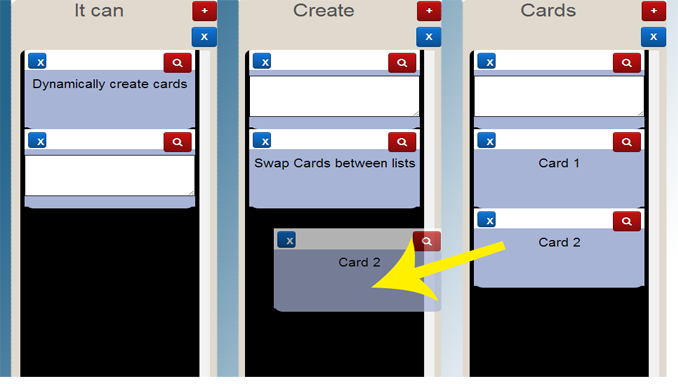 It can
+
x
x
Dynamically create cards
x
Create
+
x
x
x
Swap Cards between lists
x
Card 2
Cards
+
x
x
x
Card 1
x
Card 2